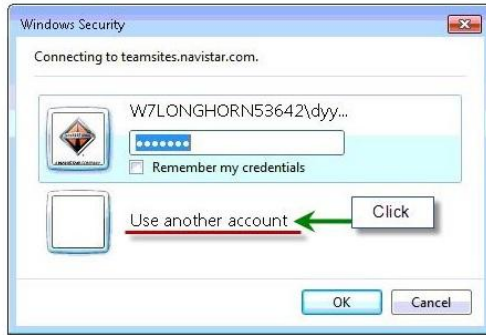 Windows Security
Connecting to teamsites.navistar.com.
W7LONGHORN53642\dyy...
Remember my credentials
Use another account
Click
OK
Cancel